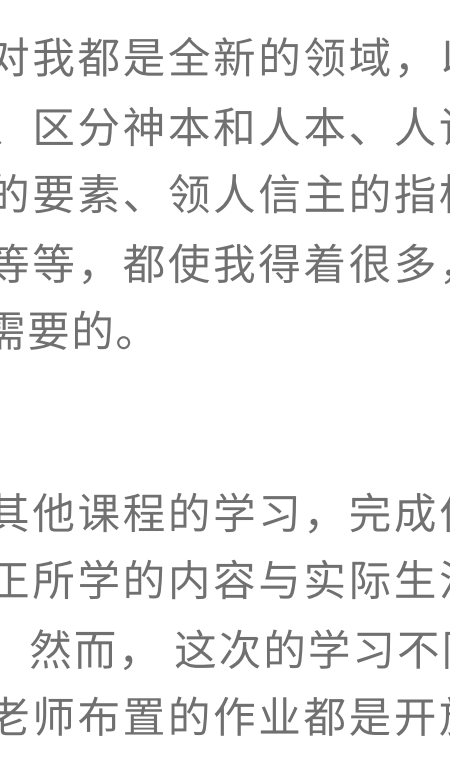 对我都是全新的领域，
、区分神本和人本、人
的要素、领人信主的指
等等，都使我得着很多，
需要的。
其他课程的学习，完成
正所学的内容与实际生
然而， 这次的学习不
老师布置的作业都是开